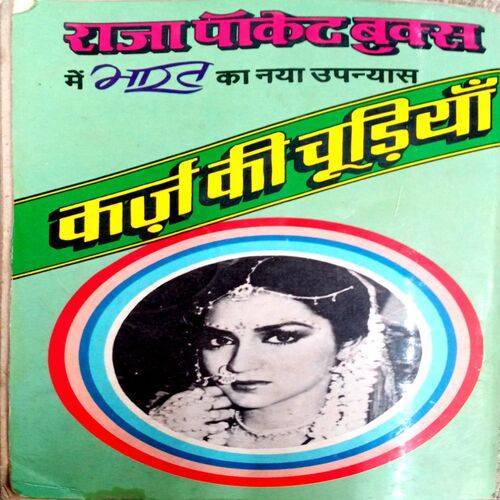 राजा पॉकेट बुक्स
में भारत का नया उपन्यास
कर्ज़ की चूड़ियाँ